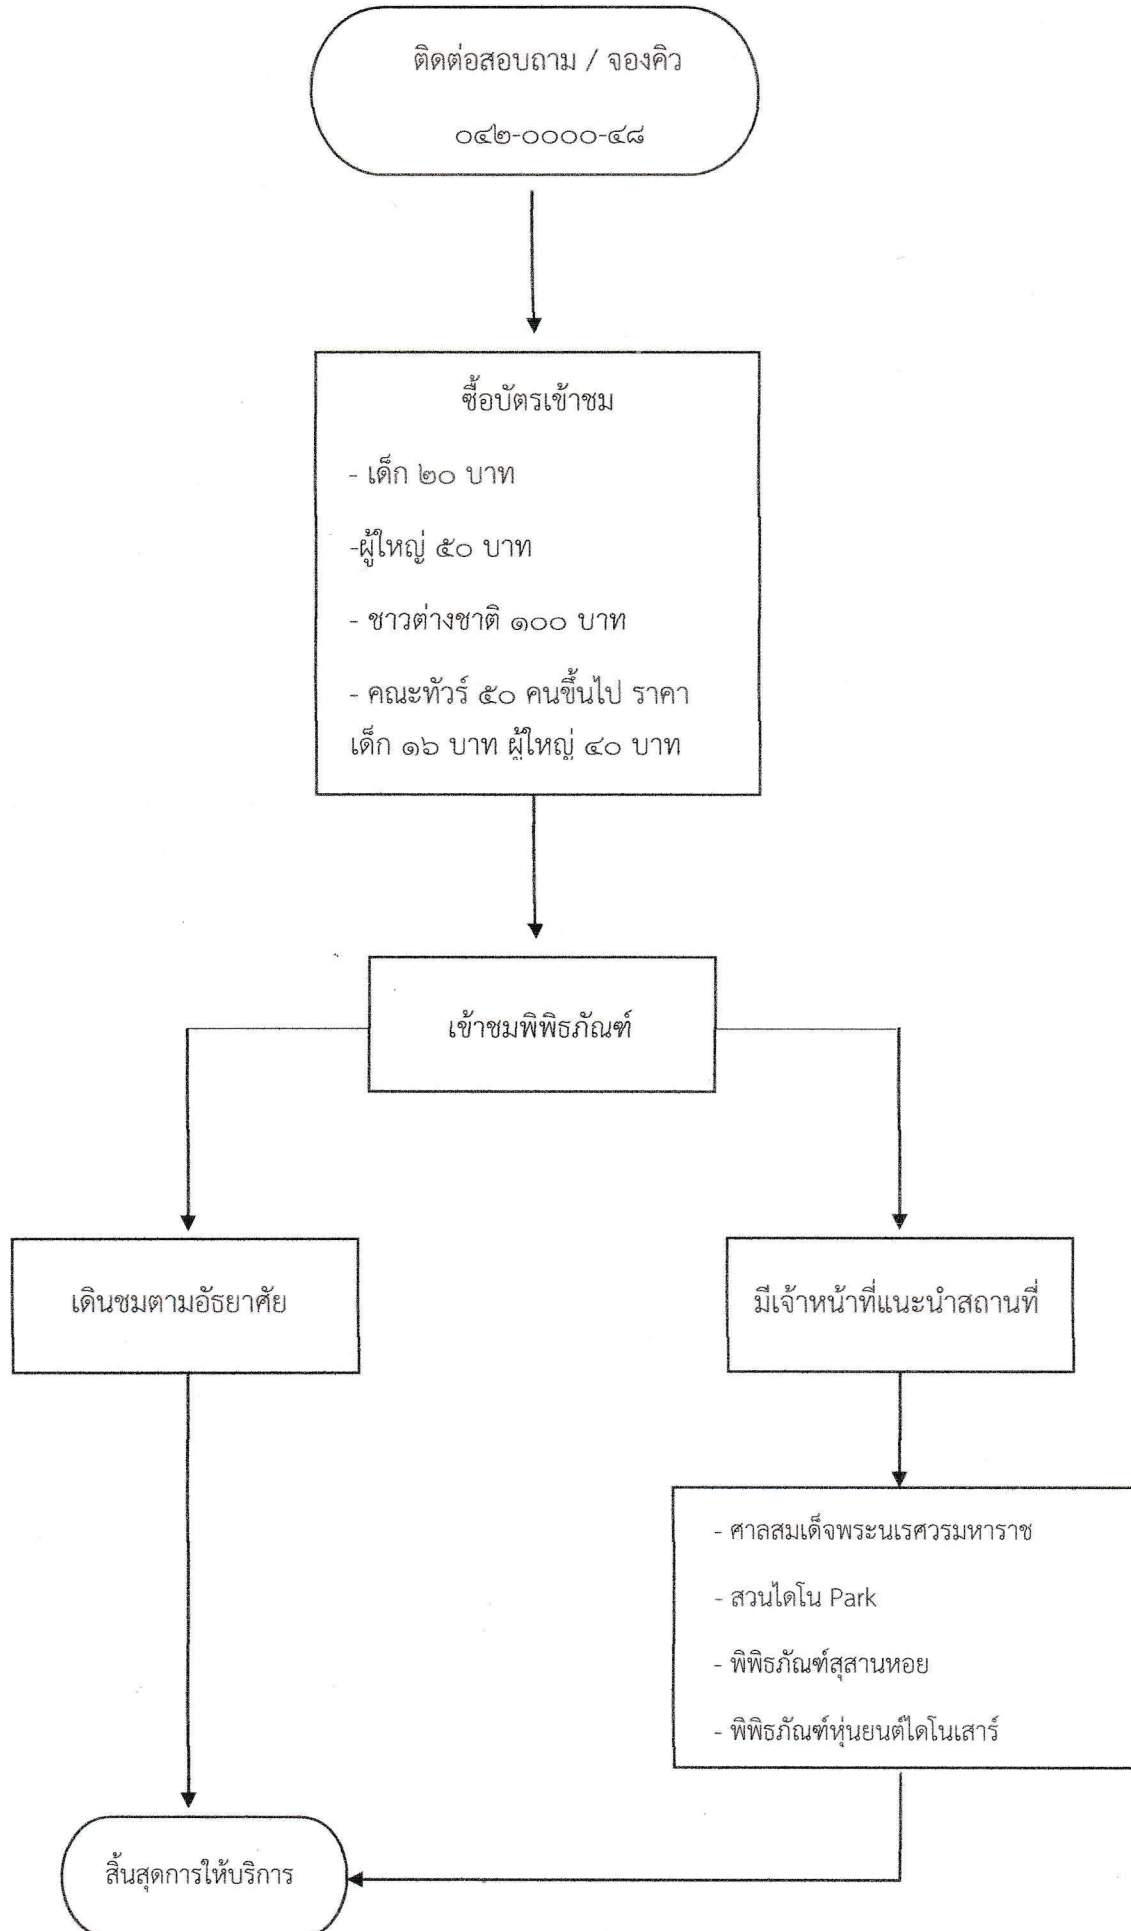 ติดต่อสอบถาม / จองคิว
๐๔๒-๐๐๐๐-๔๘
ซื้อบัตรเข้าชม
- เด็ก ๒๐ บาท
-ผู้ใหญ่ ๕๐ บาท
- ชาวต่างชาติ ๑๐๐ บาท
- คณะทัวร์ ๕๐ คนขึ้นไป ราคา
เด็ก ๑๖ บาท ผู้ใหญ่ ๔๐ บาท
เข้าชมพิพิธภัณฑ์
เดินชมตามอัธยาศัย
มีเจ้าหน้าที่แนะนำสถานที่
- ศาลสมเด็จพระนเรศวรมหาราช
- สวนไดโน Park
- พิพิธภัณฑ์สุสานหอย
- พิพิธภัณฑ์หุ่นยนต์ไดโนเสาร์
สิ้นสุดการให้บริการ